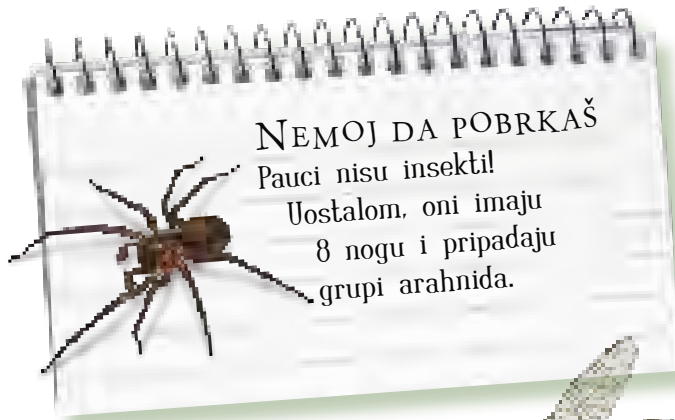 NEMOJ DA POBRKAŠ
Pauci nisu insekti!
Uostalom, oni imaju
8 nogu i pripadaju
grupi arahnida.